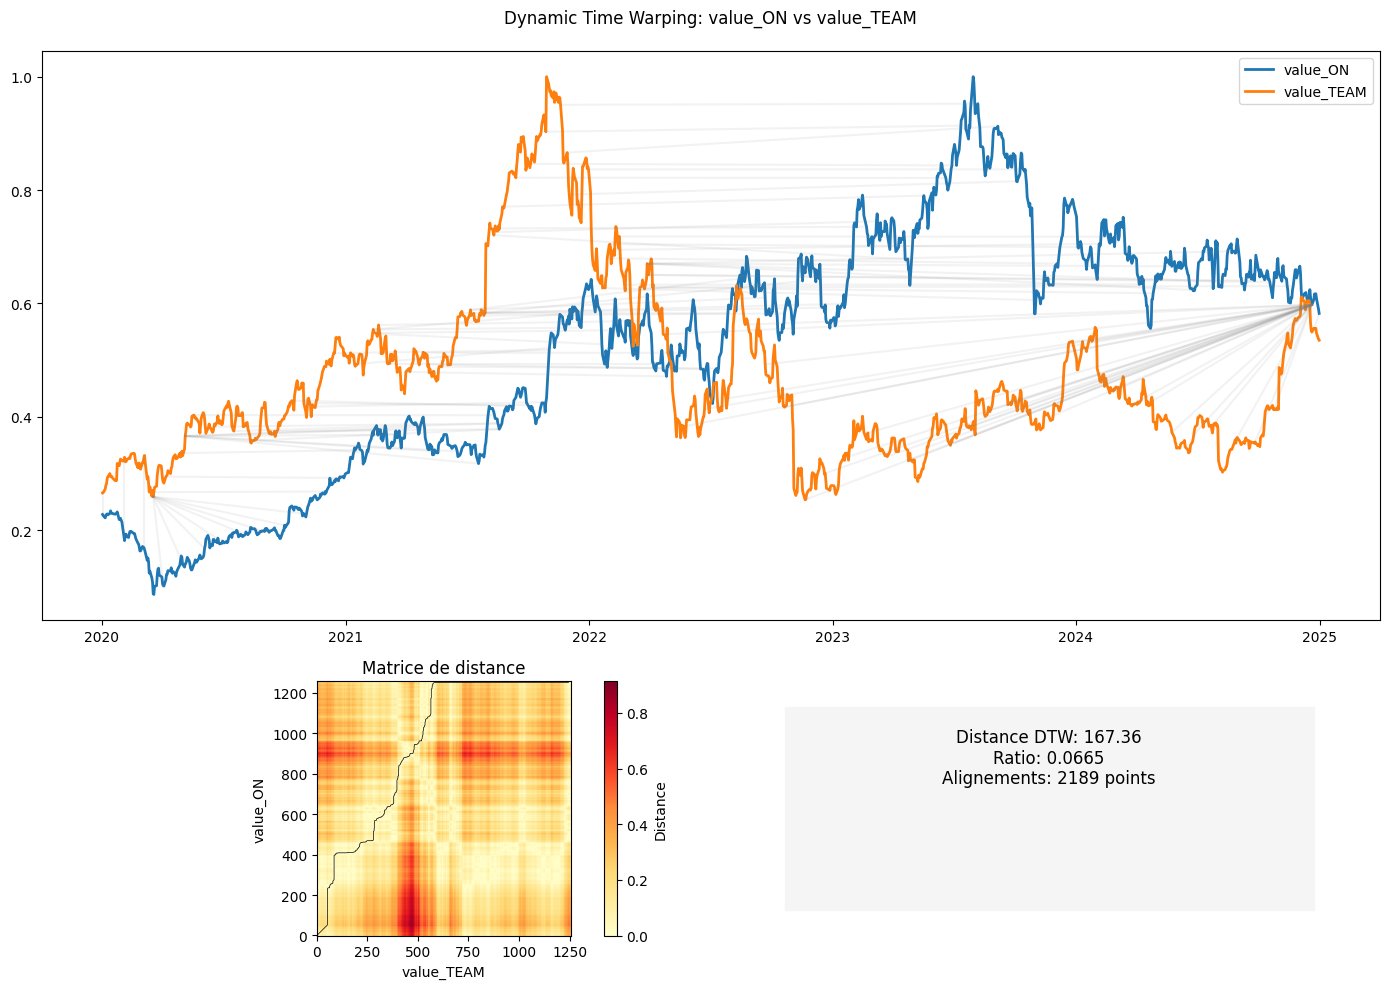 Dynamic Time Warping: value_ON vs value_TEAM
value_ON
value_TEAM
1.0
0.8
0.6
0.4
0.2
2020 2021 2022 2023 2024 2025
Matrice de distance
value_ON
1200
1000
800
600
400
200
0
0 250 500 750 1000 1250
value_TEAM
0.8
0.6
0.4
0.2
0.0
Distance
Distance DTW: 167.36
Ratio: 0.0665
Alignements: 2189 points